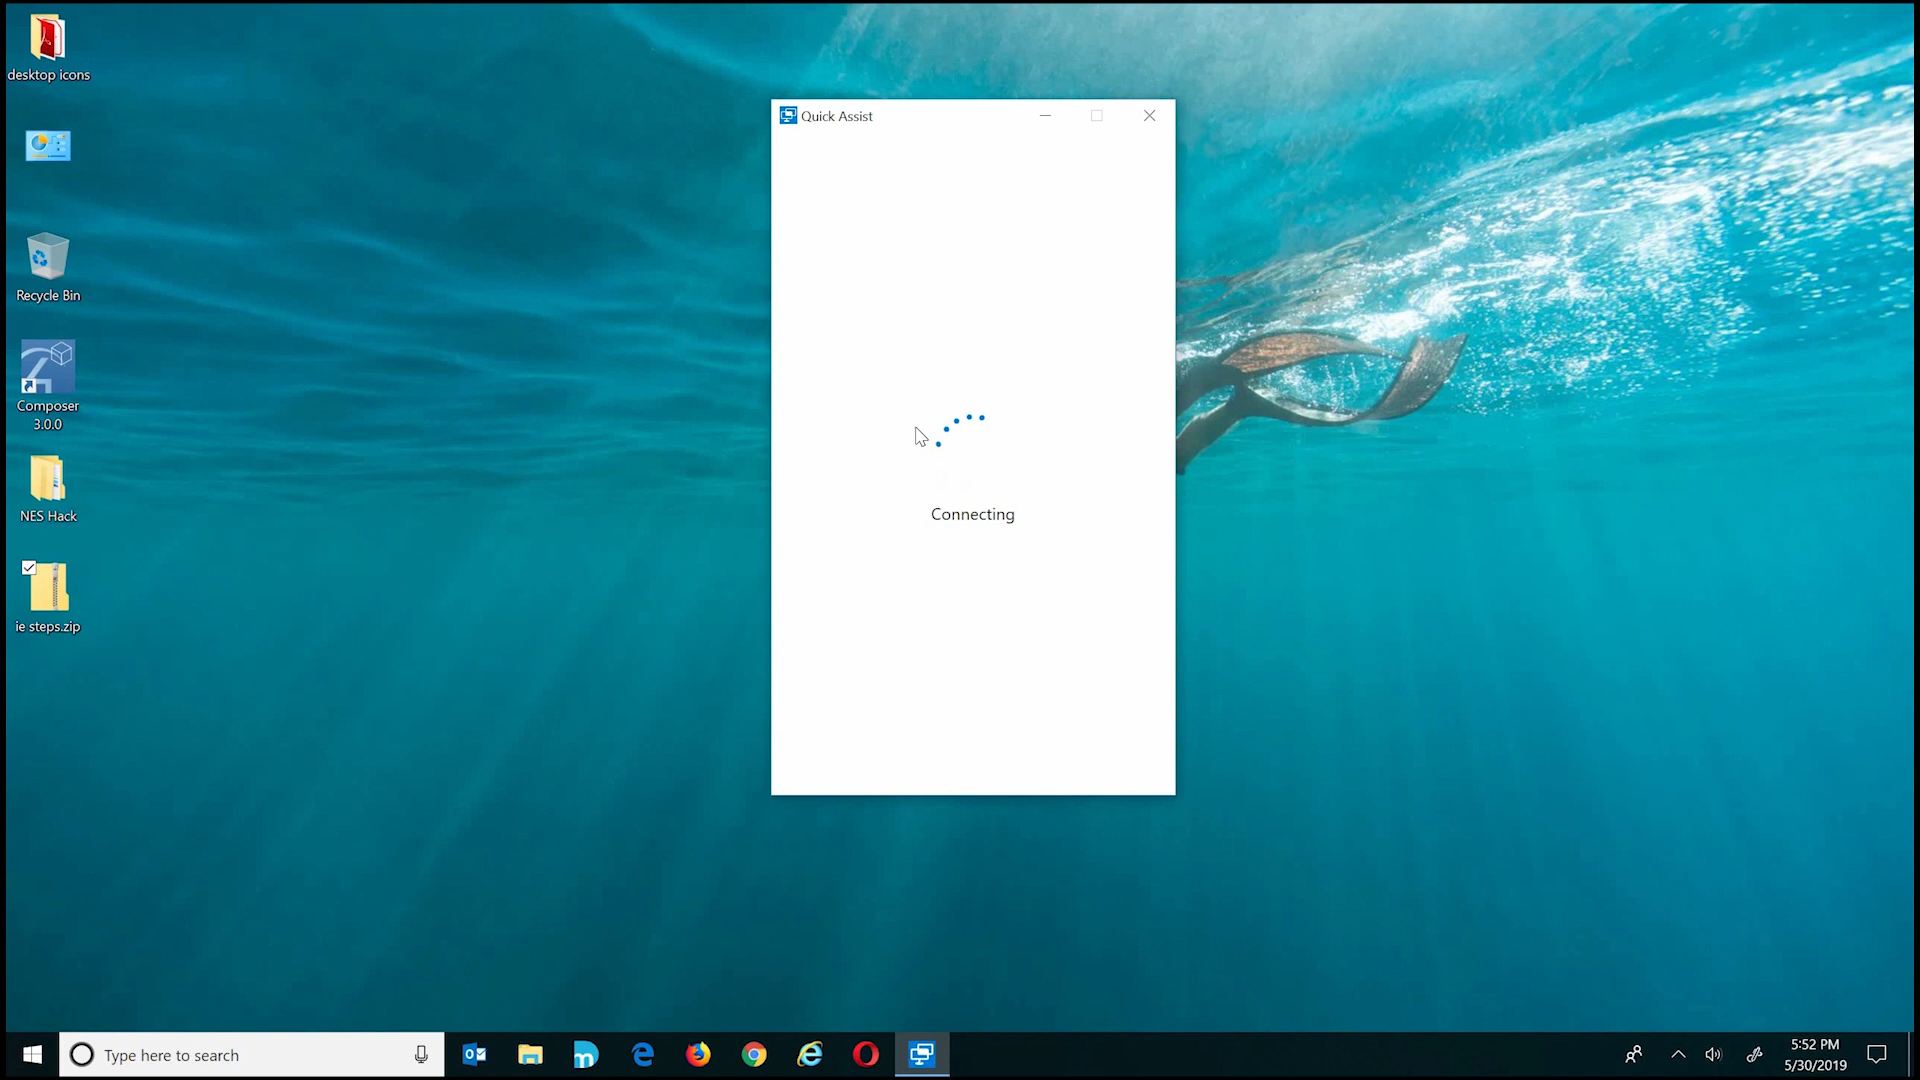 desktop icons
Recycle Bin
Composer
3.0.0
NES Hack
ie steps.zip
Quick Assist
Connecting
Type here to search
5:52 PM
5/30/2019